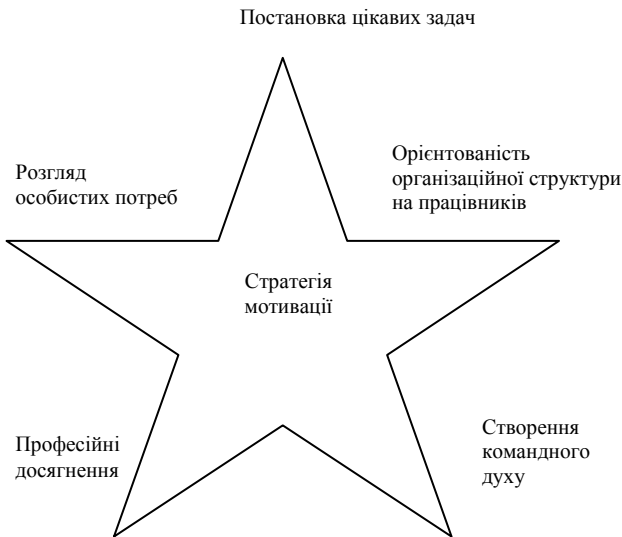 Постановка цікавих задач
Розгляд
особистих потреб
Орієнтованість
організаційної структури
на працівників
Стратегія
мотивації
Професійні
досягнення
Створення
командного
духу